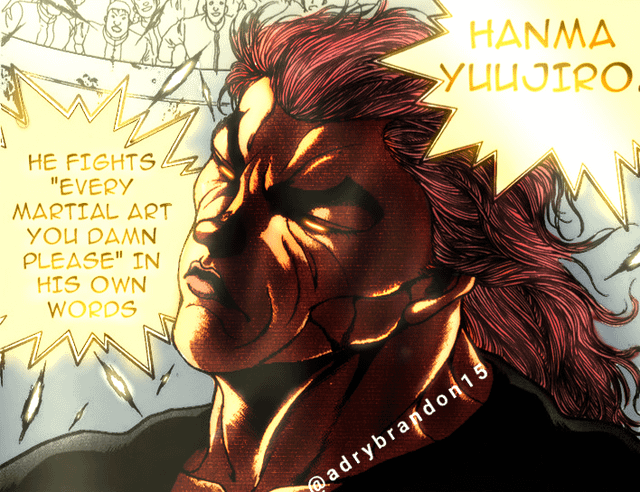 HANMA
YUUJIRO.
HE FIGHTS
"EVERY
MARTIAL ART
YOU DAMN
PLEASE" IN
HIS OWN
WORDS
@adrybrandon15